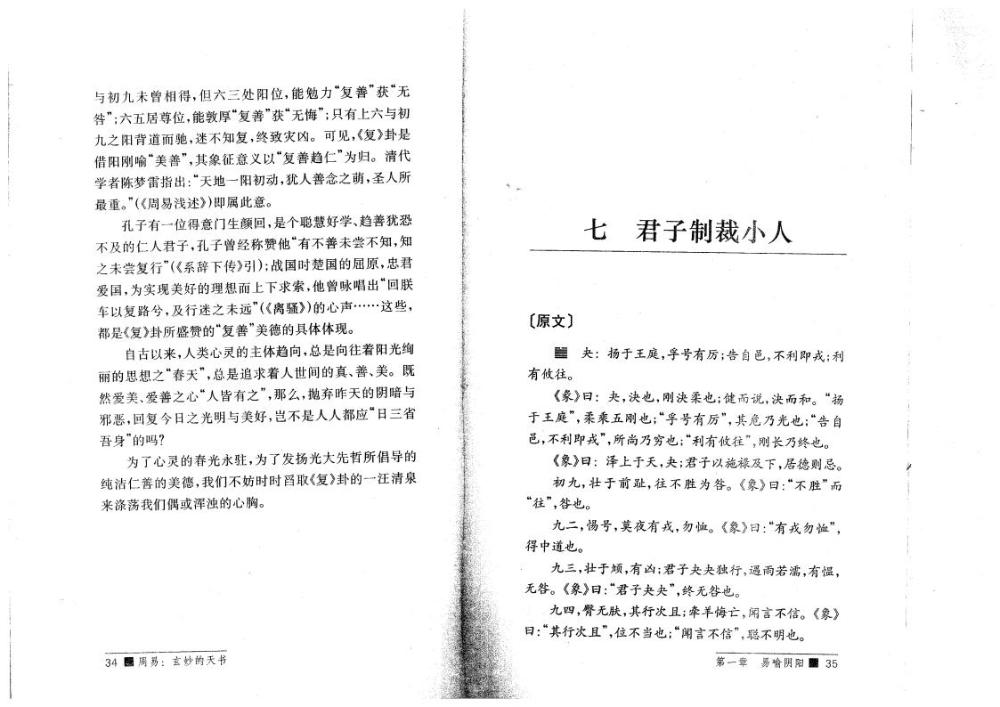 与初九未曾相得,但六三处阳位,能勉力“复善”获“无
咎”;六五居尊位,能敦厚“复善”获“无悔”;只有上六与初
九之阳背道而驰,迷不知复,终致灾凶。可见,《复》卦是
借阳刚喻“美善”,其象征意义以“复善趋仁”为归。清代
学者陈梦雷指出:“天地一阳初动,犹人善念之萌,圣人所
最重。”(《周易浅述》)即属此意。
孔子有一位得意门生颜回,是个聪慧好学、趋善犹恐
不及的仁人君子,孔子曾经称赞他“有不善未尝不知,知
之未尝复行”(《系辞下传》引);战国时楚国的屈原,忠君
爱国,为实现美好的理想而上下求索,他曾咏唱出“回朕
车以复路兮,及行迷之未远”(《离骚》)的心声……这些,
都是《复》卦所盛赞的“复善”美德的具体体现。
自古以来,人类心灵的主体趋向,总是向往着阳光绚
丽的思想之“春天”,总是追求着人世间的真、善、美。既
然爱美、爱善之心“人皆有之”,那么,抛弃昨天的阴暗与
邪恶,回复今日之光明与美好,岂不是人人都应“日三省
吾身”的吗?
为了心灵的春光永驻,为了发扬光大先哲所倡导的
纯洁仁善的美德,我们不妨时时舀取《复》卦的一汪清泉
来涤荡我们偶或浑浊的心胸。
34 周易:玄妙的天书
七 君子制裁小人
〔原文〕
䷪ 夬:扬于王庭,孚号有厉;告自邑,不利即戎;利
有攸往。
《彖》曰:夬,决也,刚决柔也;健而说,决而和。“扬
于王庭”,柔乘五刚也;“孚号有厉”,其危乃光也;“告自
邑,不利即戎”,所尚乃穷也;“利有攸往”,刚长乃终也。
《象》曰:泽上于天,夬;君子以施禄及下,居德则忌。
初九,壮于前趾,往不胜为咎。《象》曰:“不胜”而
“往”,咎也。
九二,惕号,莫夜有戎,勿恤。《象》曰:“有戎勿恤”,
得中道也。
九三,壮于頄,有凶;君子夬夬独行,遇雨若濡,有愠,
无咎。《象》曰:“君子夬夬”,终无咎也。
九四,臀无肤,其行次且;牵羊悔亡,闻言不信。《象》
曰:“其行次且”,位不当也;“闻言不信”,聪不明也。
第一章 易喻阴阳 35